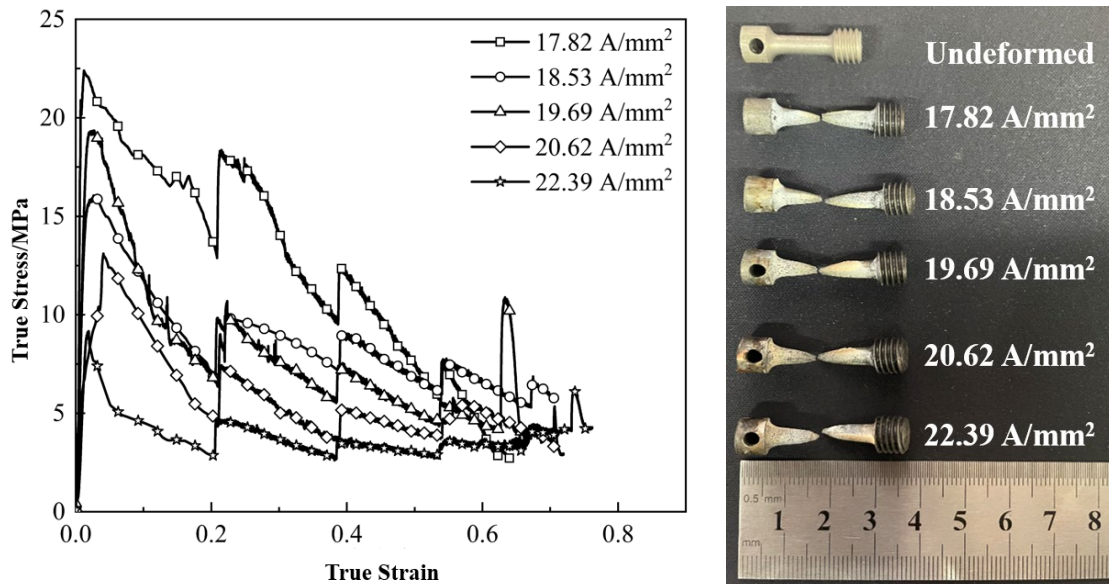 25
20
15
10
5
0
True Stress/MPa
0.0
0.2
0.4
0.6
0.8
True Strain
17.82 A/mm²
18.53 A/mm²
19.69 A/mm²
20.62 A/mm²
22.39 A/mm²
Undeformed
17.82 A/mm²
18.53 A/mm²
19.69 A/mm²
20.62 A/mm²
22.39 A/mm²
0.5 mm
1 2 3 4 5 6 7 8
mm